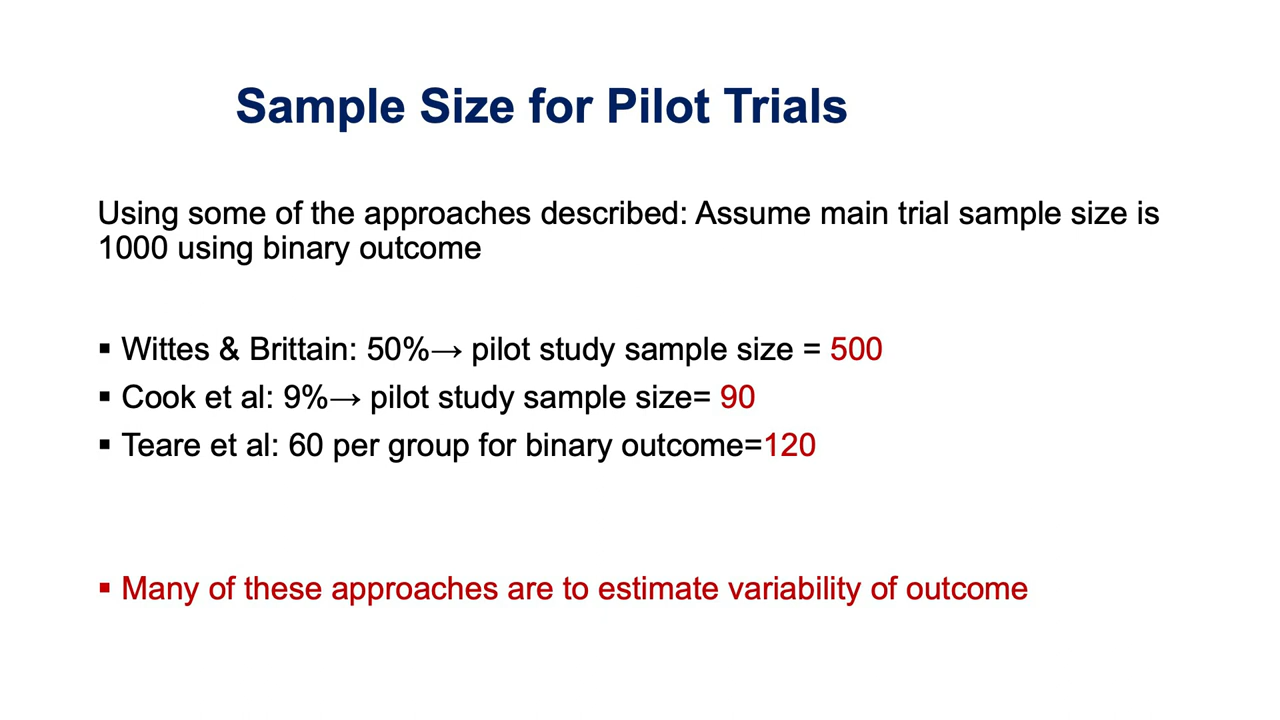 Sample Size for Pilot Trials
Using some of the approaches described: Assume main trial sample size is
1000 using binary outcome
▪ Wittes & Brittain: 50%→ pilot study sample size = 500
▪ Cook et al: 9%→ pilot study sample size= 90
▪ Teare et al: 60 per group for binary outcome=120
▪ Many of these approaches are to estimate variability of outcome